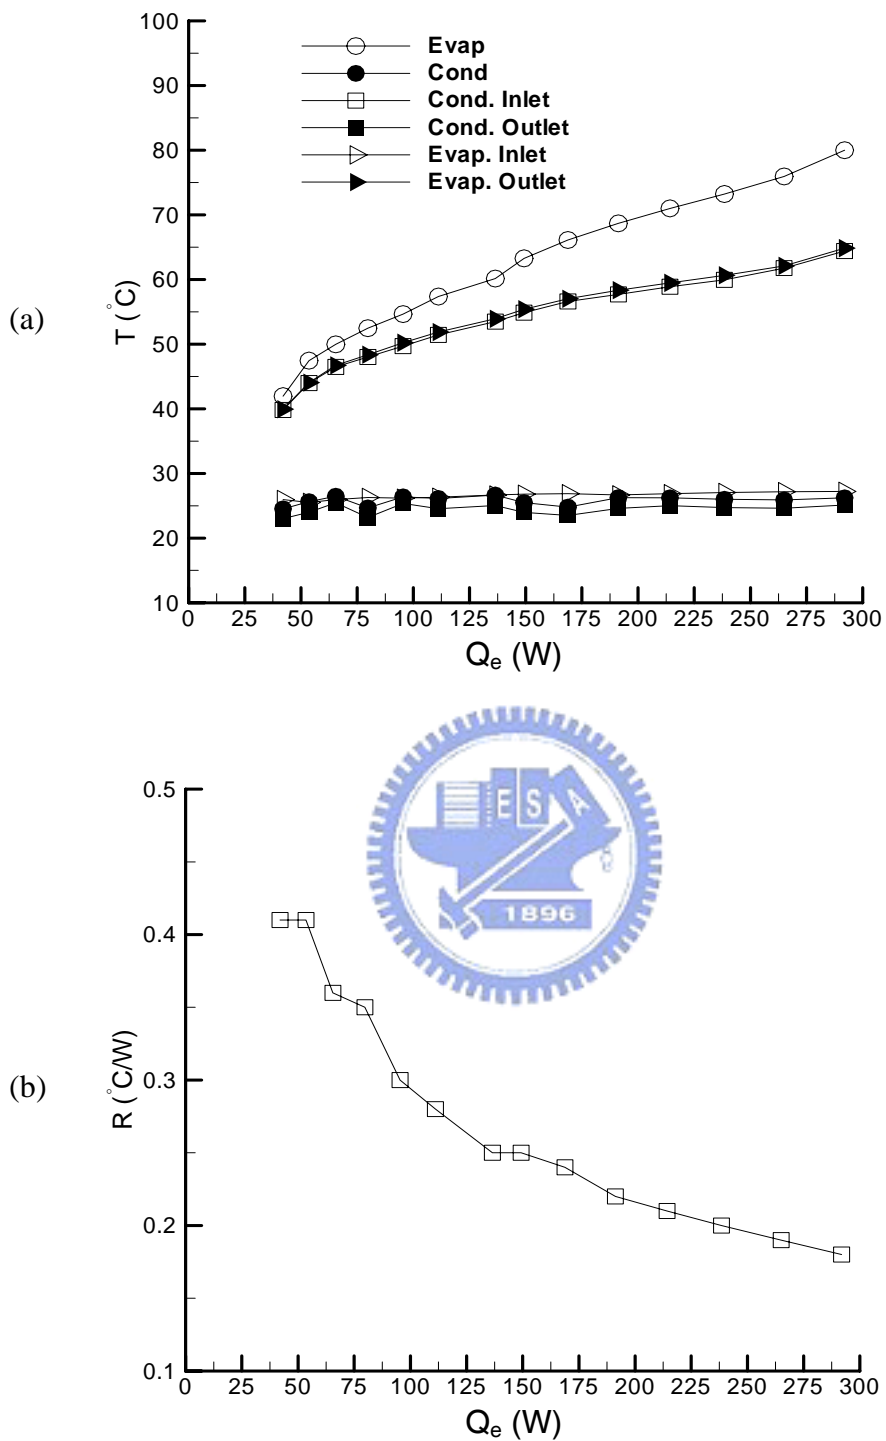 100
90
80
70
60
50
40
30
20
10
T (°C)
(a)
Evap
Cond
Cond. Inlet
Cond. Outlet
Evap. Inlet
Evap. Outlet
0 25 50 75 100 125 150 175 200 225 250 275 300
Qe (W)
E S A
1896
0.5
0.4
0.3
0.2
0.1
R (°C/W)
(b)
0 25 50 75 100 125 150 175 200 225 250 275 300
Qe (W)